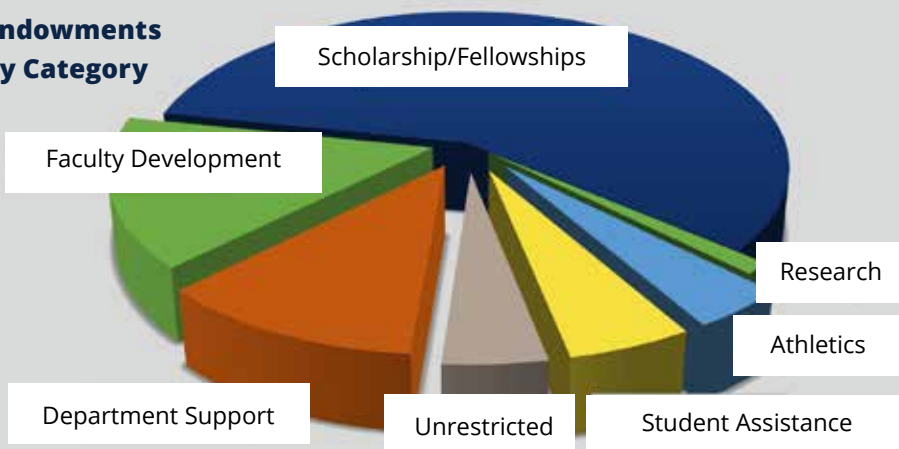 ndowments
y Category
Scholarship/Fellowships
Faculty Development
Research
Athletics
Department Support
Unrestricted
Student Assistance